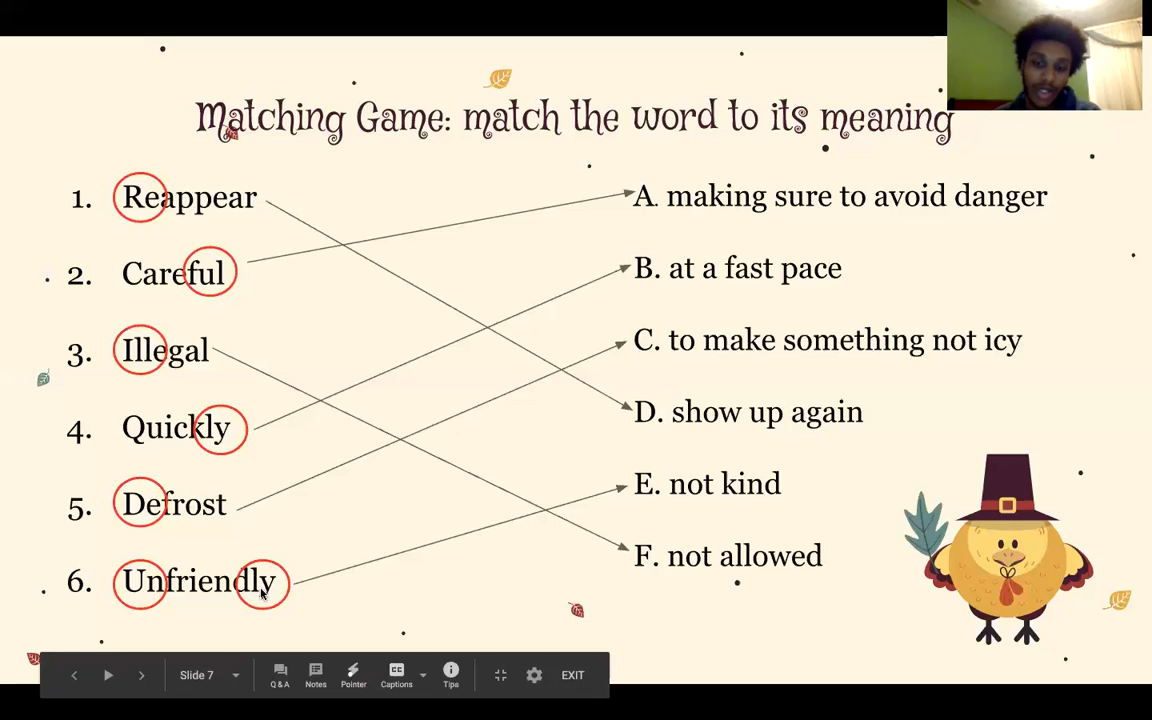 Matching Game: match the word to its meaning
1. Reappear
2. Careful
3. Illegal
4. Quickly
5. Defrost
6. Unfriendly
A. making sure to avoid danger
B. at a fast pace
C. to make something not icy
D. show up again
E. not kind
F. not allowed
Slide 7
Q & A
Notes
Pointer
CC
Captions
Tips
EXIT